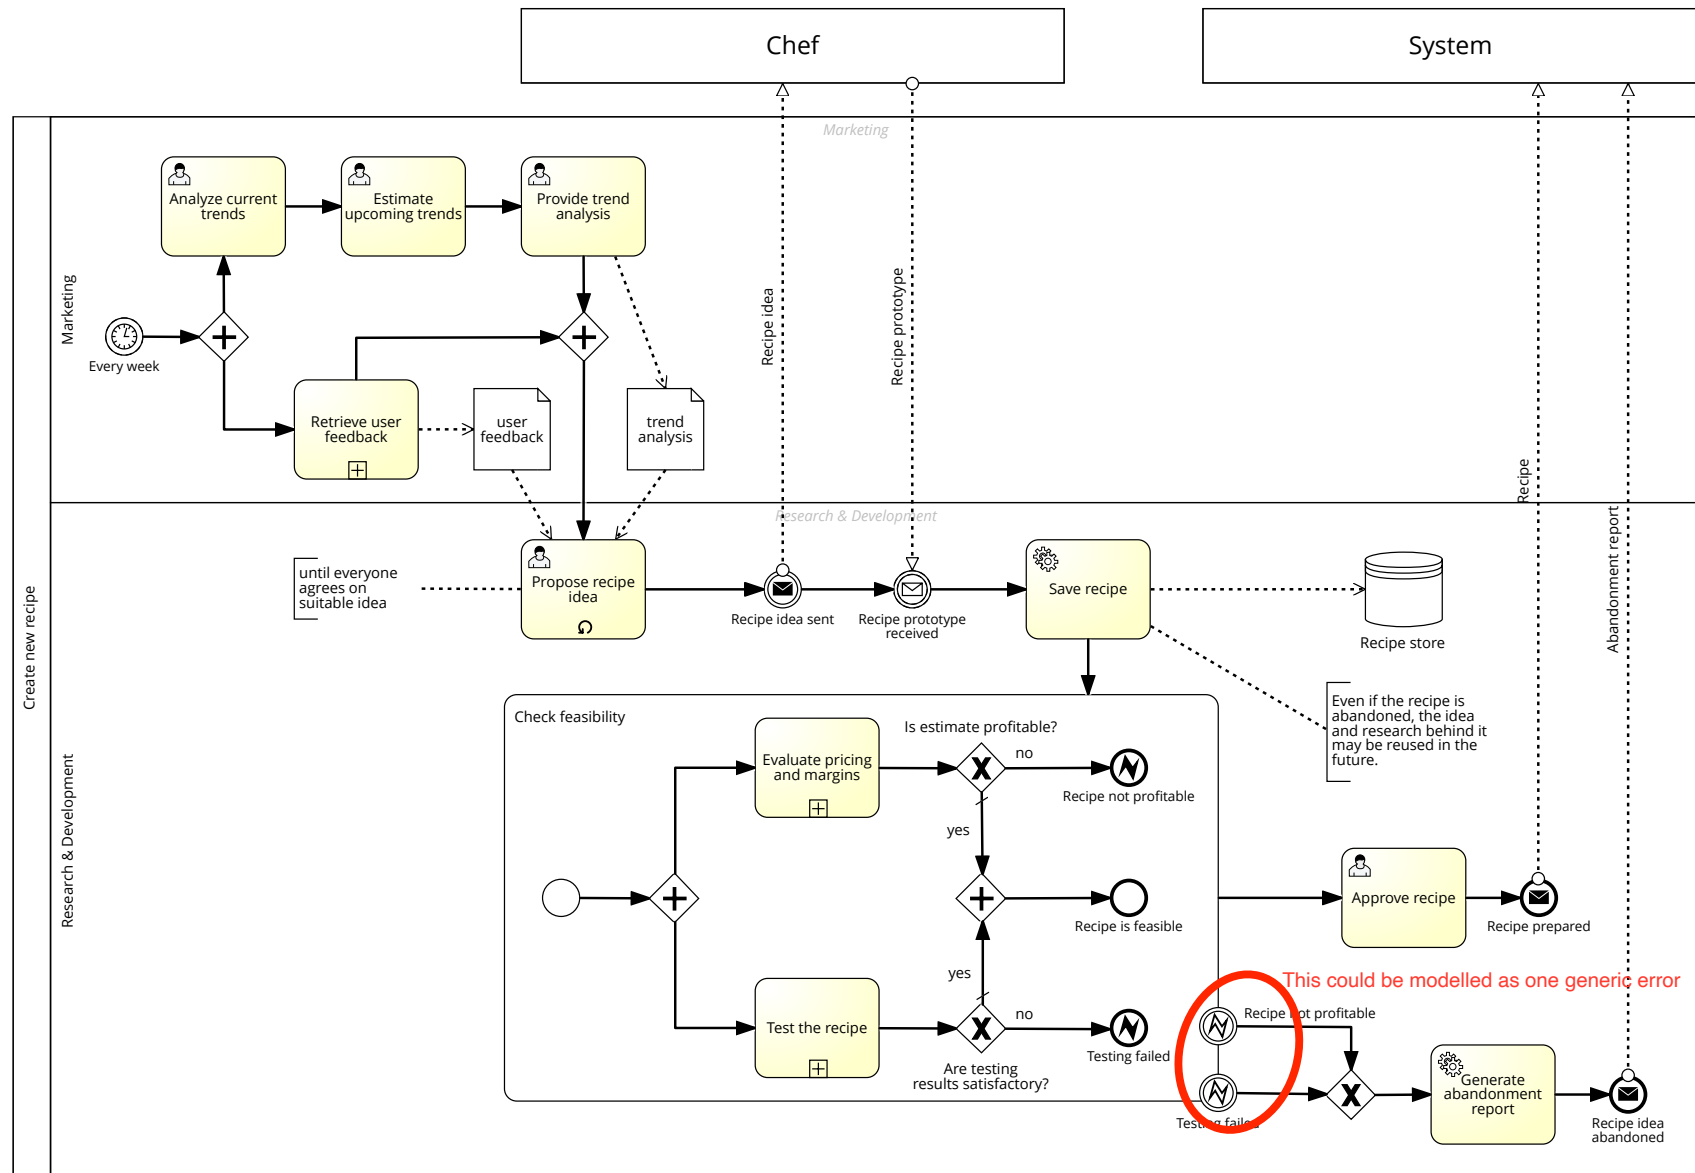 Chef
System
Marketing
Create new recipe
Marketing
Analyze current
trends
Estimate
upcoming trends
Provide trend
analysis
Every week
Retrieve user
feedback
user
feedback
trend
analysis
Recipe idea
Recipe prototype
Recipe
Abandonment report
Research & Development
Research & Development
until everyone
agrees on
suitable idea
Propose recipe
idea
Recipe idea sent
Recipe prototype
received
Save recipe
Recipe store
Even if the recipe is
abandoned, the idea
and research behind it
may be reused in the
future.
Check feasibility
Evaluate pricing
and margins
Is estimate profitable?
no
Recipe not profitable
yes
Recipe is feasible
yes
Test the recipe
no
Testing failed
Are testing
results satisfactory?
Approve recipe
Recipe prepared
This could be modelled as one generic error
Recipe not profitable
Testing failed
Generate
abandonment
report
Recipe idea
abandoned